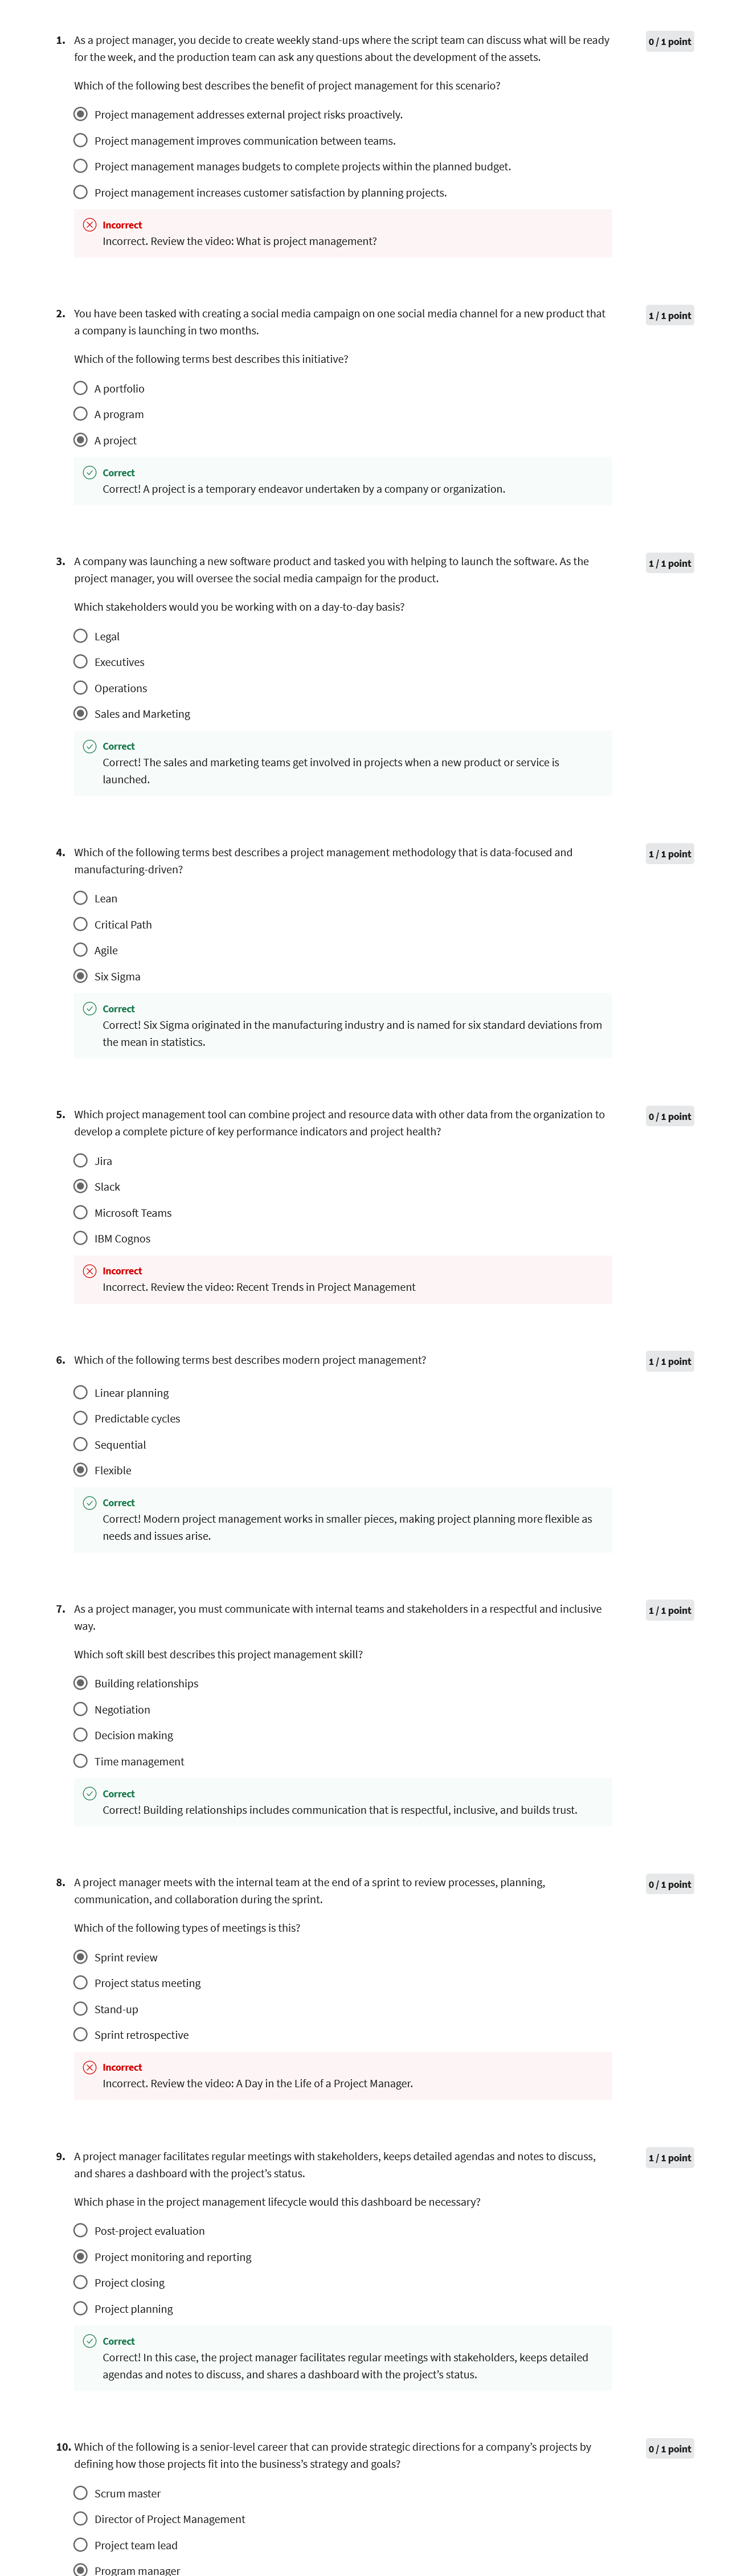 1. As a project manager, you decide to create weekly stand-ups where the script team can discuss what will be ready
0 / 1 point
for the week, and the production team can ask any questions about the development of the assets.
Which of the following best describes the benefit of project management for this scenario?
Project management addresses external project risks proactively.
Project management improves communication between teams.
Project management manages budgets to complete projects within the planned budget.
Project management increases customer satisfaction by planning projects.
Incorrect
Incorrect. Review the video: What is project management?
2. You have been tasked with creating a social media campaign on one social media channel for a new product that
1 / 1 point
a company is launching in two months.
Which of the following terms best describes this initiative?
A portfolio
A program
A project
Correct
Correct! A project is a temporary endeavor undertaken by a company or organization.
3. A company was launching a new software product and tasked you with helping to launch the software. As the
1 / 1 point
project manager, you will oversee the social media campaign for the product.
Which stakeholders would you be working with on a day-to-day basis?
Legal
Executives
Operations
Sales and Marketing
Correct
Correct! The sales and marketing teams get involved in projects when a new product or service is
launched.
4. Which of the following terms best describes a project management methodology that is data-focused and
1 / 1 point
manufacturing-driven?
Lean
Critical Path
Agile
Six Sigma
Correct
Correct! Six Sigma originated in the manufacturing industry and is named for six standard deviations from
the mean in statistics.
5. Which project management tool can combine project and resource data with other data from the organization to
0 / 1 point
develop a complete picture of key performance indicators and project health?
Jira
Slack
Microsoft Teams
IBM Cognos
Incorrect
Incorrect. Review the video: Recent Trends in Project Management
6. Which of the following terms best describes modern project management?
1 / 1 point
Linear planning
Predictable cycles
Sequential
Flexible
Correct
Correct! Modern project management works in smaller pieces, making project planning more flexible as
needs and issues arise.
7. As a project manager, you must communicate with internal teams and stakeholders in a respectful and inclusive
1 / 1 point
way.
Which soft skill best describes this project management skill?
Building relationships
Negotiation
Decision making
Time management
Correct
Correct! Building relationships includes communication that is respectful, inclusive, and builds trust.
8. A project manager meets with the internal team at the end of a sprint to review processes, planning,
0 / 1 point
communication, and collaboration during the sprint.
Which of the following types of meetings is this?
Sprint review
Project status meeting
Stand-up
Sprint retrospective
Incorrect
Incorrect. Review the video: A Day in the Life of a Project Manager.
9. A project manager facilitates regular meetings with stakeholders, keeps detailed agendas and notes to discuss,
1 / 1 point
and shares a dashboard with the project’s status.
Which phase in the project management lifecycle would this dashboard be necessary?
Post-project evaluation
Project monitoring and reporting
Project closing
Project planning
Correct
Correct! In this case, the project manager facilitates regular meetings with stakeholders, keeps detailed
agendas and notes to discuss, and shares a dashboard with the project’s status.
10. Which of the following is a senior-level career that can provide strategic directions for a company’s projects by
0 / 1 point
defining how those projects fit into the business’s strategy and goals?
Scrum master
Director of Project Management
Project team lead
Program manager